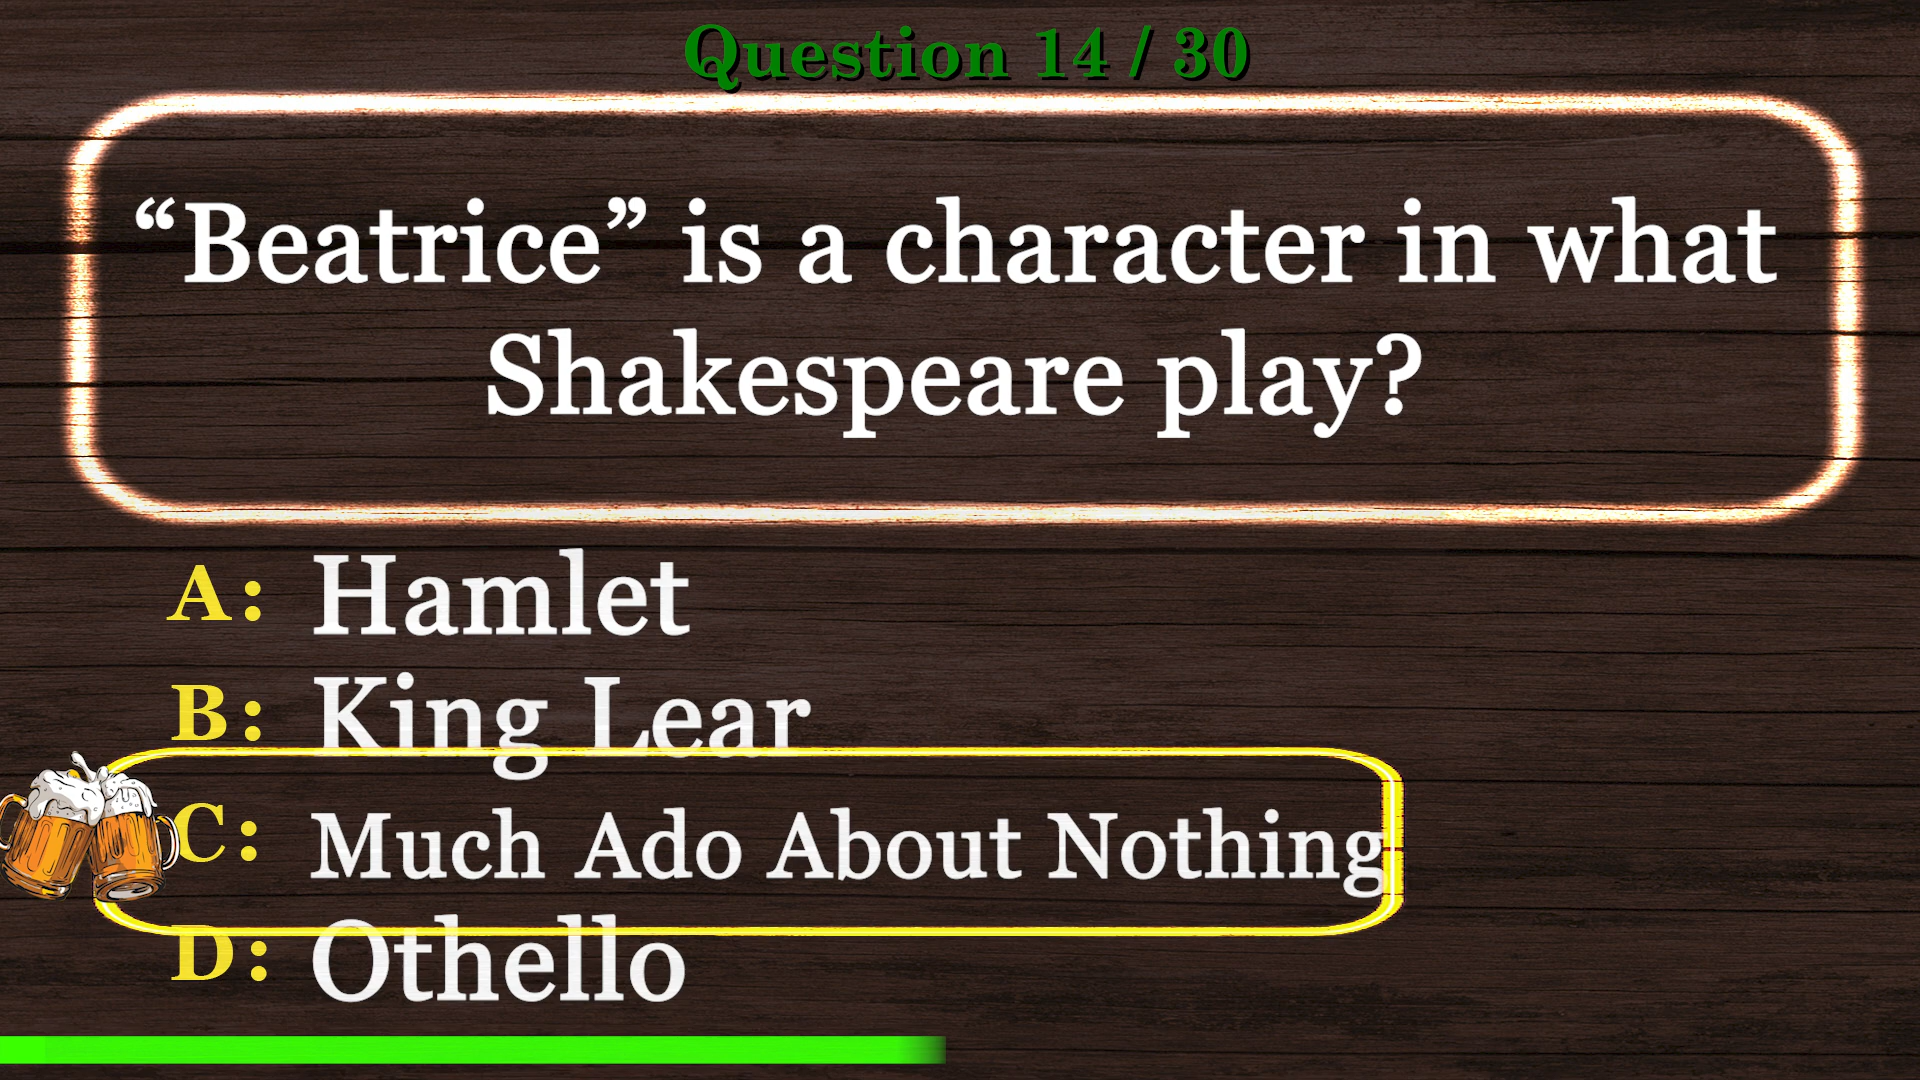 Question 14 / 30
“Beatrice” is a character in what
Shakespeare play?
A: Hamlet
B: King Lear
C: Much Ado About Nothing
D: Othello